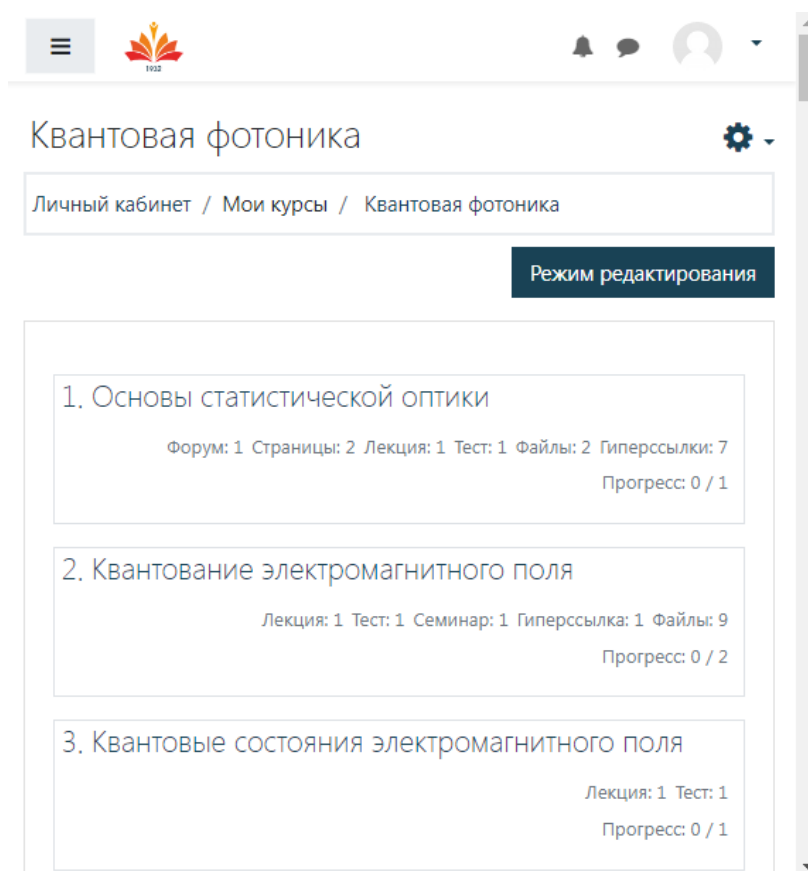 1932
Квантовая фотоника
Личный кабинет / Мои курсы / Квантовая фотоника
Режим редактирования
1. Основы статистической оптики
Форум: 1 Страницы: 2 Лекция: 1 Тест: 1 Файлы: 2 Гиперссылки: 7
Прогресс: 0 / 1
2. Квантование электромагнитного поля
Лекция: 1 Тест: 1 Семинар: 1 Гиперссылка: 1 Файлы: 9
Прогресс: 0 / 2
3. Квантовые состояния электромагнитного поля
Лекция: 1 Тест: 1
Прогресс: 0 / 1